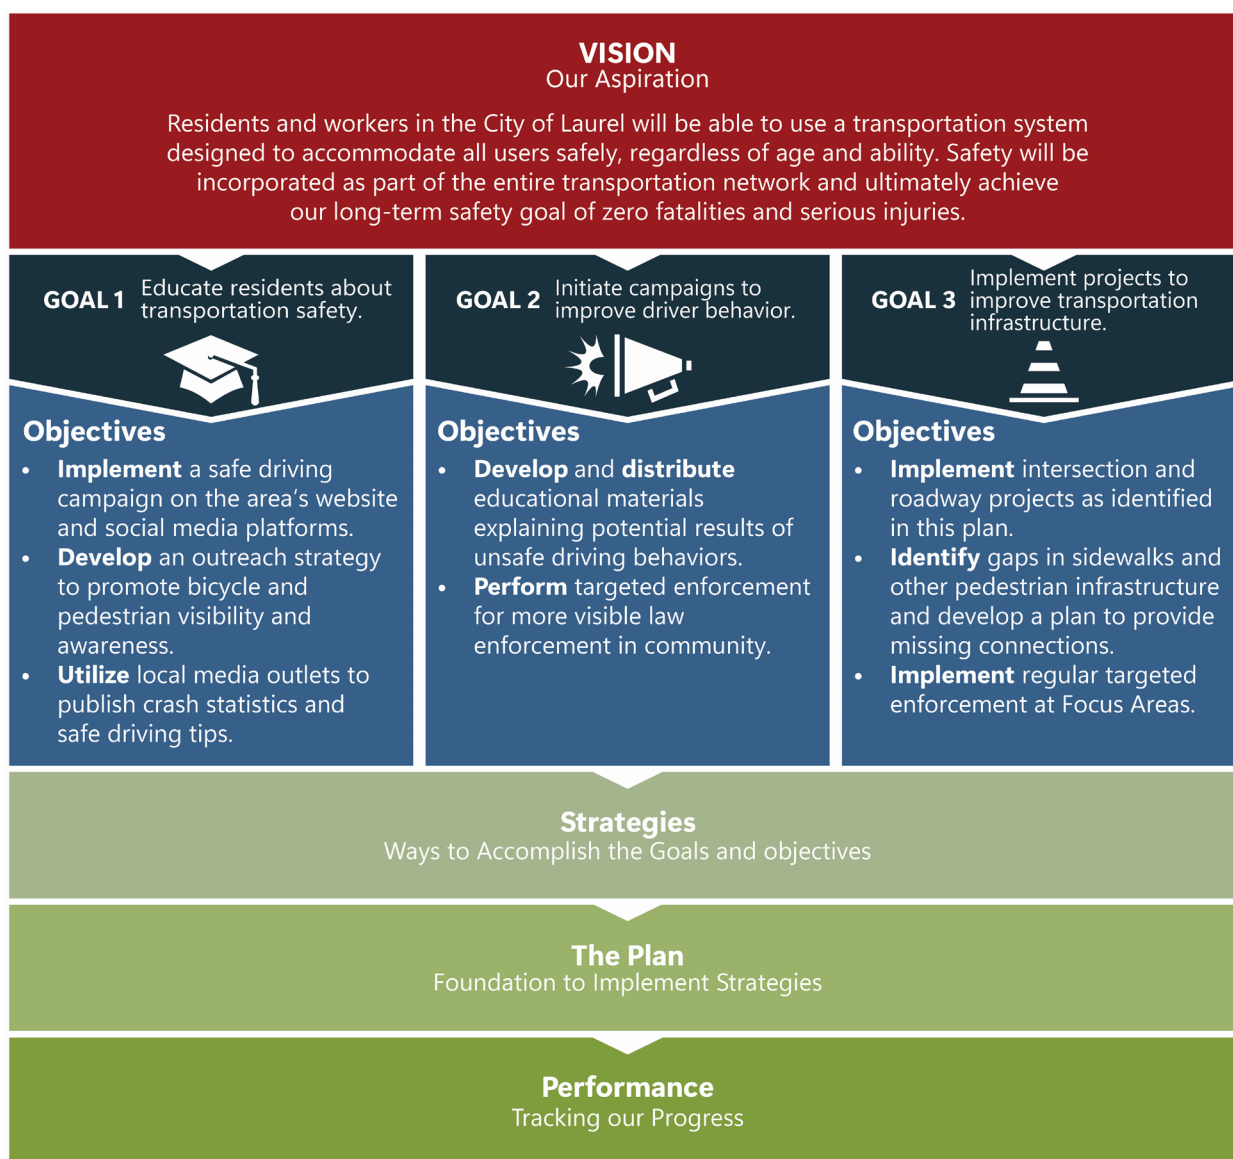 VISION
Our Aspiration
Residents and workers in the City of Laurel will be able to use a transportation system
designed to accommodate all users safely, regardless of age and ability. Safety will be
incorporated as part of the entire transportation network and ultimately achieve
our long-term safety goal of zero fatalities and serious injuries.
GOAL 1
Educate residents about
transportation safety.
Objectives
• Implement a safe driving
campaign on the area's website
and social media platforms.
• Develop an outreach strategy
to promote bicycle and
pedestrian visibility and
awareness.
• Utilize local media outlets to
publish crash statistics and
safe driving tips.
GOAL 2
Initiate campaigns to
improve driver behavior.
Objectives
• Develop and distribute
educational materials
explaining potential results of
unsafe driving behaviors.
• Perform targeted enforcement
for more visible law
enforcement in community.
GOAL 3
Implement projects to
improve transportation
infrastructure.
Objectives
• Implement intersection and
roadway projects as identified
in this plan.
• Identify gaps in sidewalks and
other pedestrian infrastructure
and develop a plan to provide
missing connections.
• Implement regular targeted
enforcement at Focus Areas.
Strategies
Ways to Accomplish the Goals and objectives
The Plan
Foundation to Implement Strategies
Performance
Tracking our Progress